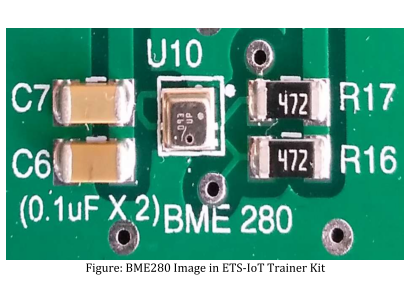 U10
C7
R17
472
C6
R16
472
(0.1uF X 2)
BME 280
Figure: BME280 Image in ETS-IoT Trainer Kit